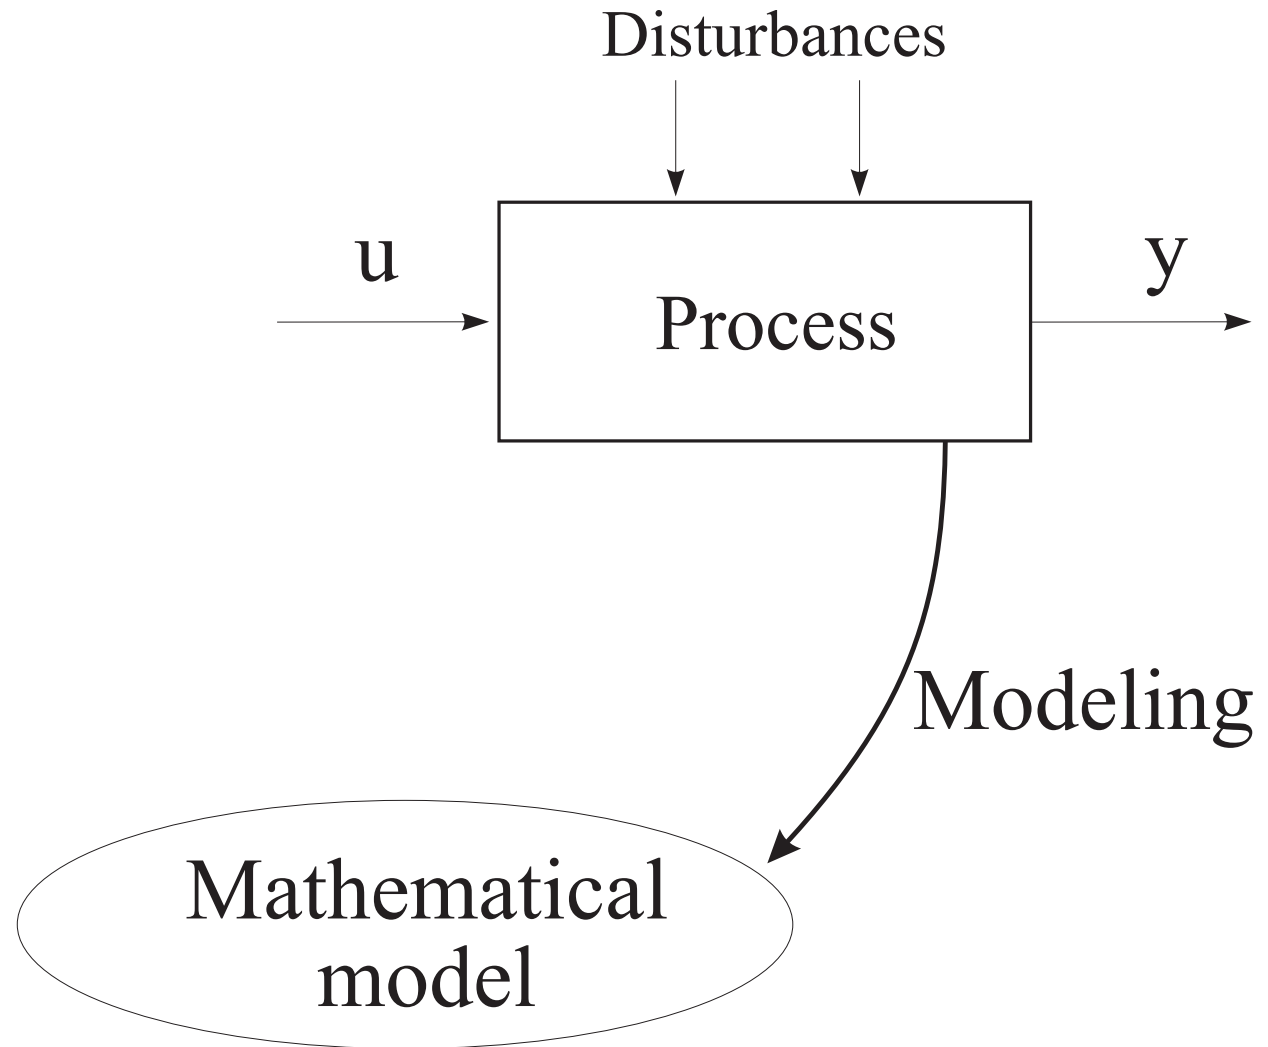 Disturbances
u
y
Process
Modeling
Mathematical
model